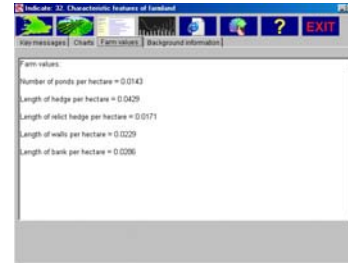 Indicate: 32. Characteristic features of farmland
? EXIT
Key messages Charts Farm values Background information
Farm values:
Number of ponds per hectare = 0.0143
Length of hedge per hectare = 0.0429
Length of relict hedge per hectare = 0.0171
Length of walls per hectare = 0.0229
Length of bank per hectare = 0.0286